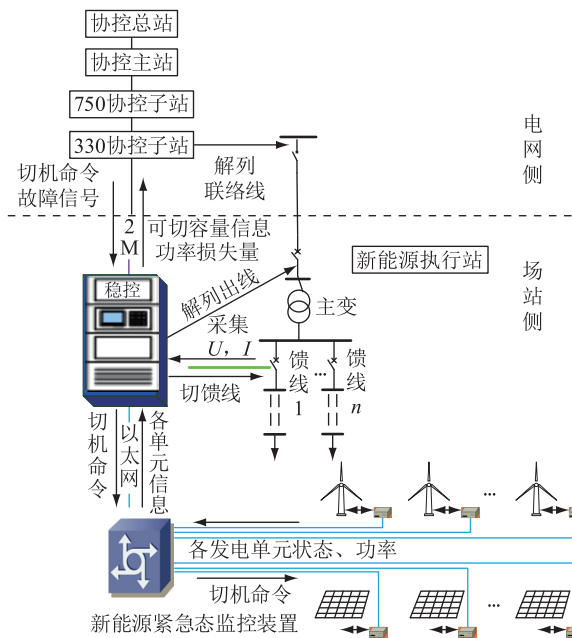 协控总站
协控主站
750协控子站
330协控子站
解列
联络线
电网侧
切机命令
故障信号
2
M
可切容量信息
功率损失量
新能源执行站
场站侧
稳控
解列出线
主变
采集
U，I
切馈线
馈线
1
...
馈线
n
切机命令
以太网
各单元信息
...
各发电单元状态、功率
切机命令
...
新能源紧急态监控装置